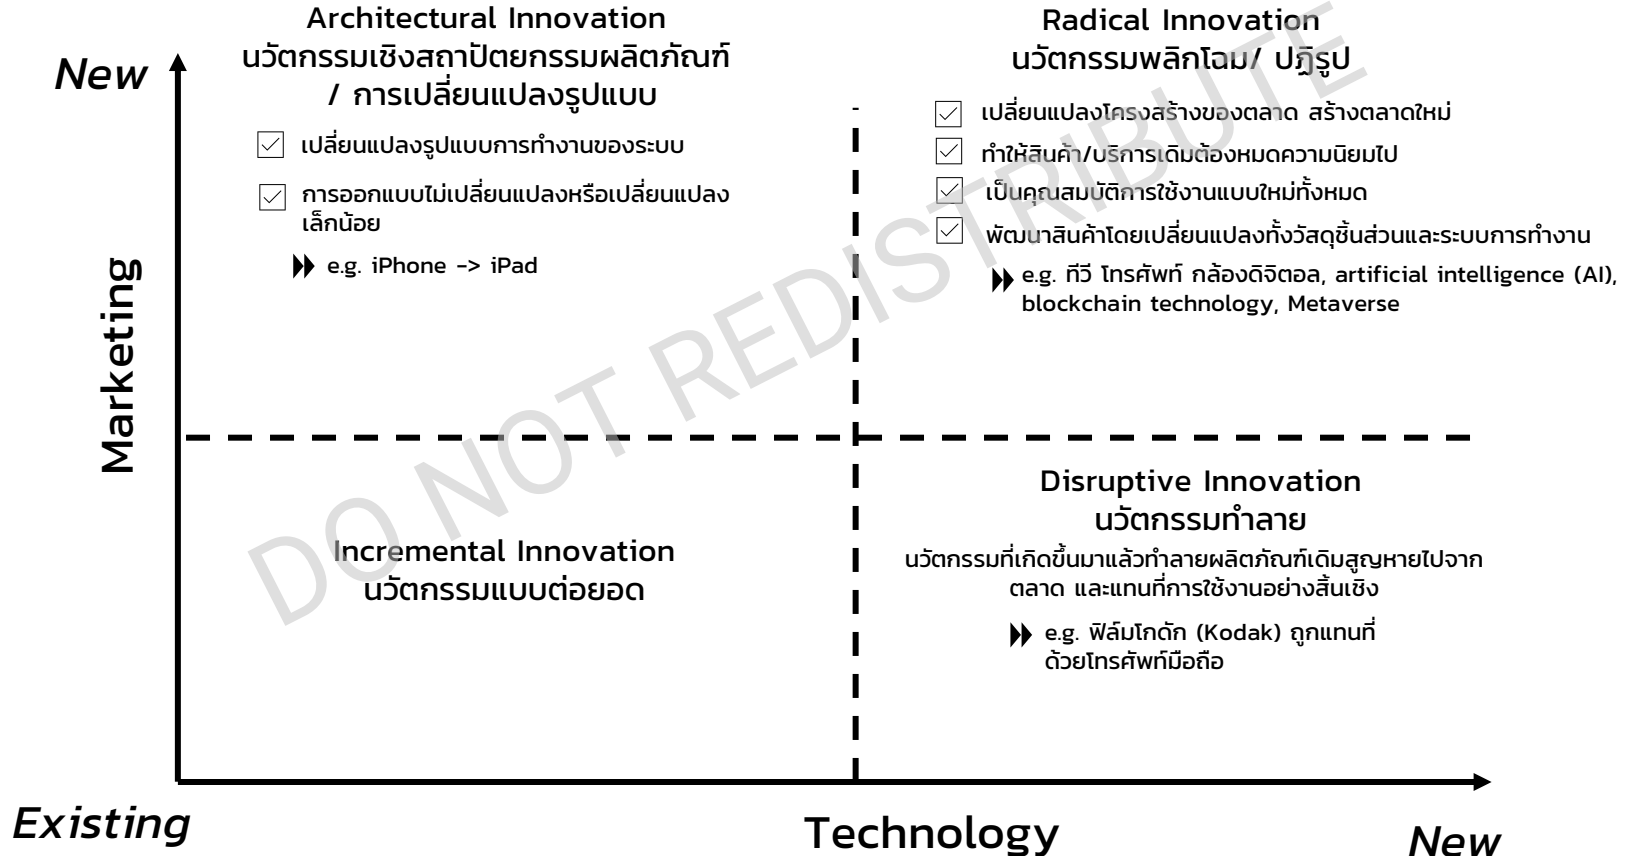 Architectural Innovation
นวัตกรรมเชิงสถาปัตยกรรมผลิตภัณฑ์
/ การเปลี่ยนแปลงรูปแบบ
เปลี่ยนแปลงรูปแบบการทำงานของระบบ
การออกแบบไม่เปลี่ยนแปลงหรือเปลี่ยนแปลง
เล็กน้อย
e.g. iPhone -> iPad
Radical Innovation
นวัตกรรมพลิกโฉม/ ปฏิรูป
เปลี่ยนแปลงโครงสร้างของตลาด สร้างตลาดใหม่
ทำให้สินค้า/บริการเดิมต้องหมดความนิยมไป
เป็นคุณสมบัติการใช้งานแบบใหม่ทั้งหมด
พัฒนาสินค้าโดยเปลี่ยนแปลงทั้งวัสดุชิ้นส่วนและระบบการทำงาน
e.g. ทีวี โทรศัพท์ กล้องดิจิตอล, artificial intelligence (AI),
blockchain technology, Metaverse
New
Marketing
Incremental Innovation
นวัตกรรมแบบต่อยอด
Disruptive Innovation
นวัตกรรมทำลาย
นวัตกรรมที่เกิดขึ้นมาแล้วทำลายผลิตภัณฑ์เดิมสูญหายไปจาก
ตลาด และแทนที่การใช้งานอย่างสิ้นเชิง
e.g. ฟิล์มโกดัก (Kodak) ถูกแทนที่
ด้วยโทรศัพท์มือถือ
Existing
Technology
New
DO NOT REDISTRIBUTE